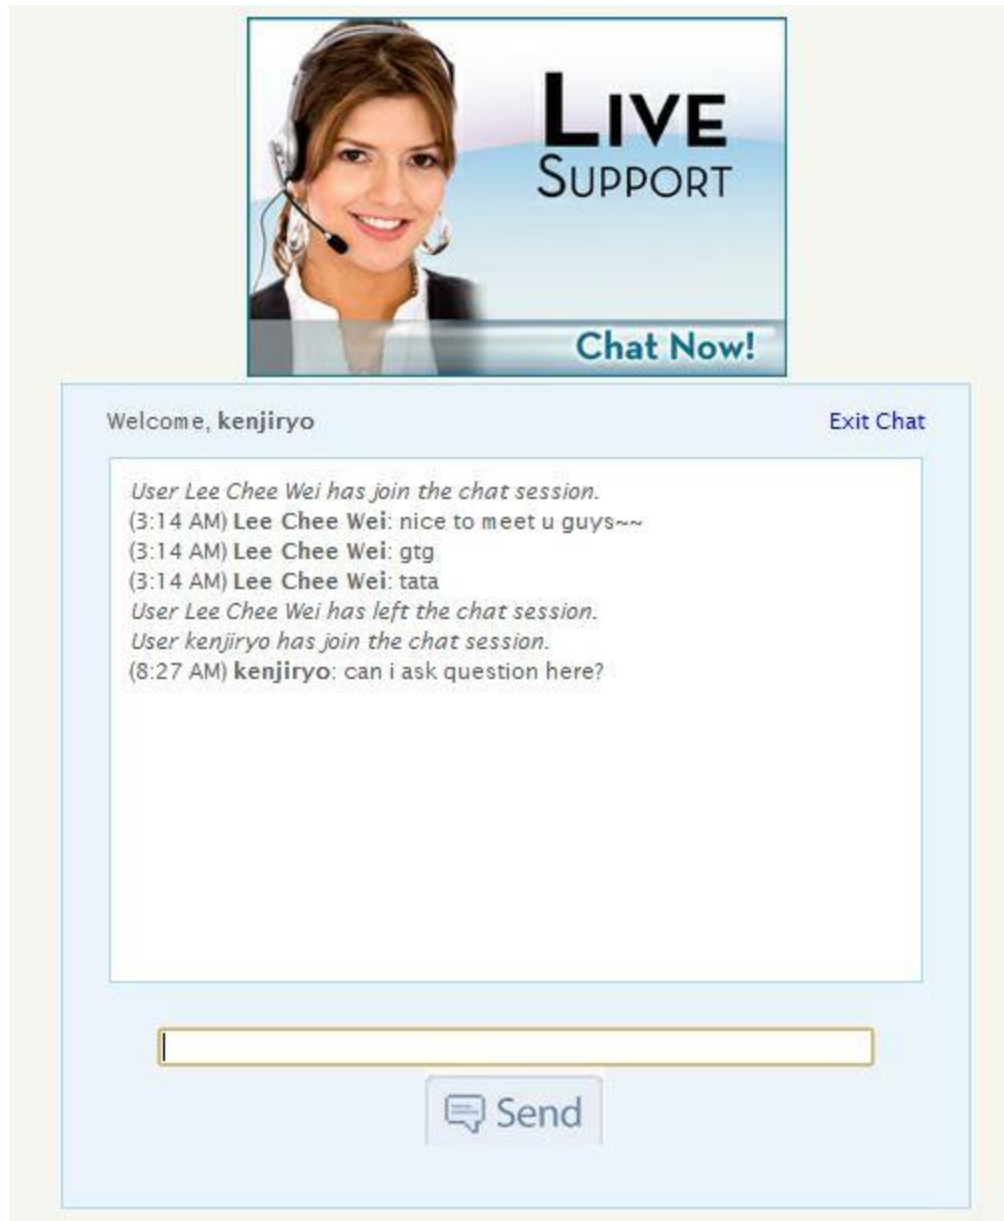 LIVE
SUPPORT
Chat Now!
Welcome, kenjiryo
Exit Chat
User Lee Chee Wei has join the chat session.
(3:14 AM) Lee Chee Wei: nice to meet u guys~~
(3:14 AM) Lee Chee Wei: gtg
(3:14 AM) Lee Chee Wei: tata
User Lee Chee Wei has left the chat session.
User kenjiryo has join the chat session.
(8:27 AM) kenjiryo: can i ask question here?
Send